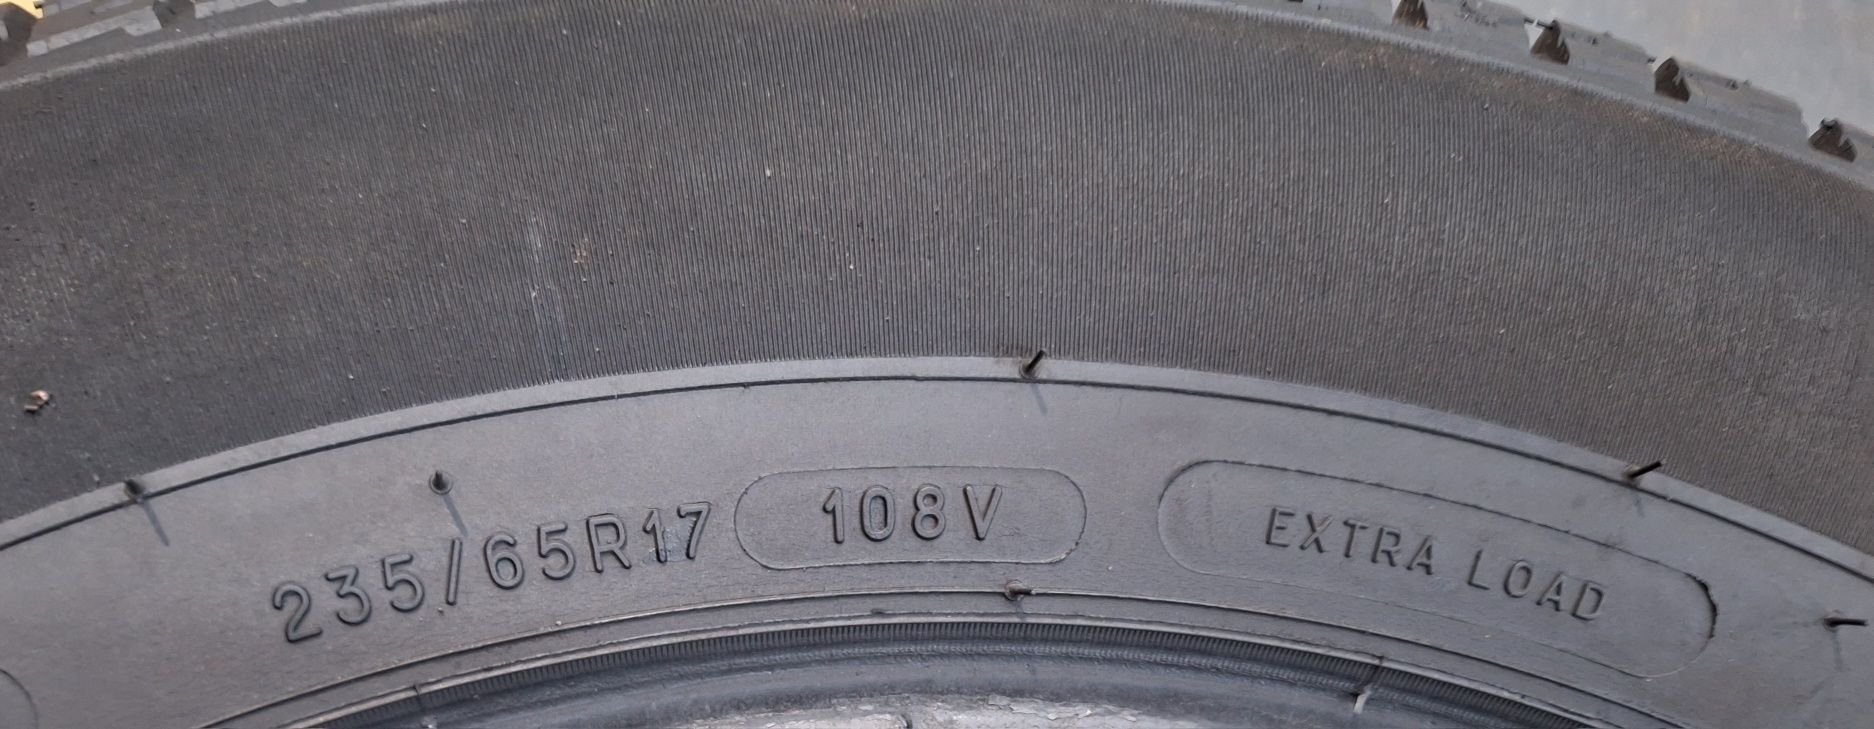 235/65R17 108V EXTRA LOAD